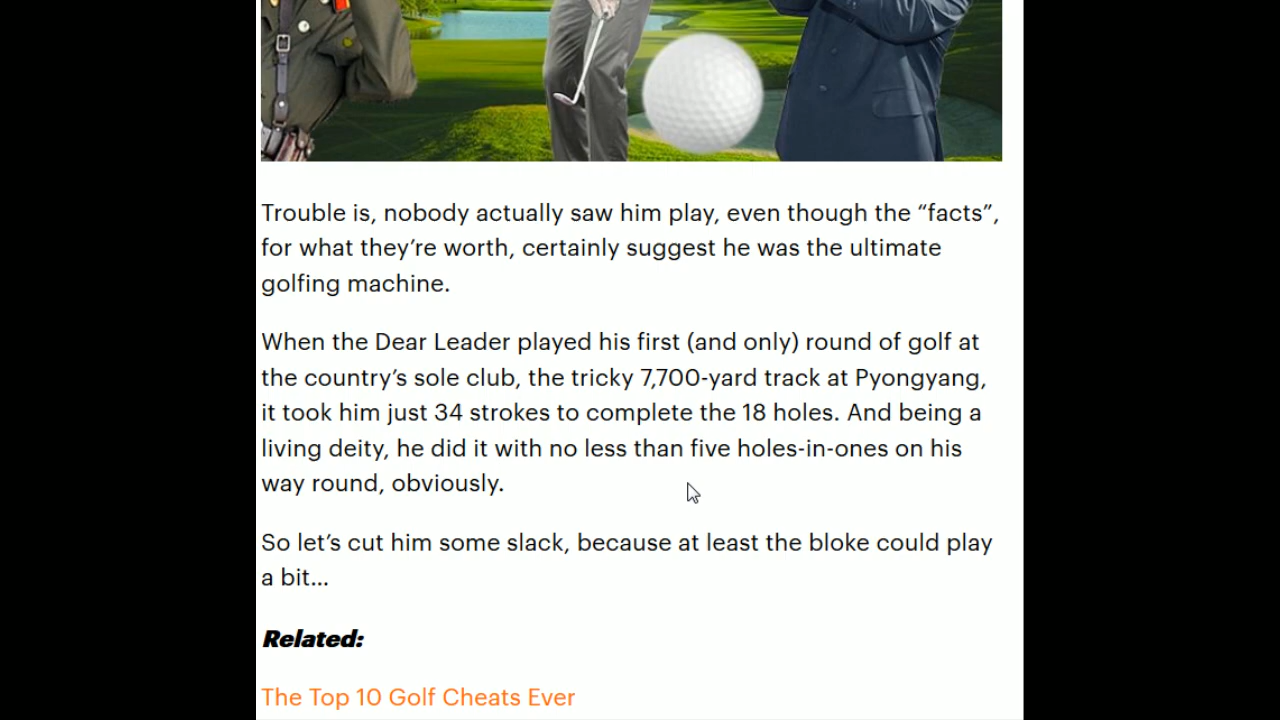 Trouble is, nobody actually saw him play, even though the “facts”,
for what they’re worth, certainly suggest he was the ultimate
golfing machine.
When the Dear Leader played his first (and only) round of golf at
the country’s sole club, the tricky 7,700-yard track at Pyongyang,
it took him just 34 strokes to complete the 18 holes. And being a
living deity, he did it with no less than five holes-in-ones on his
way round, obviously.
So let’s cut him some slack, because at least the bloke could play
a bit...
Related:
The Top 10 Golf Cheats Ever